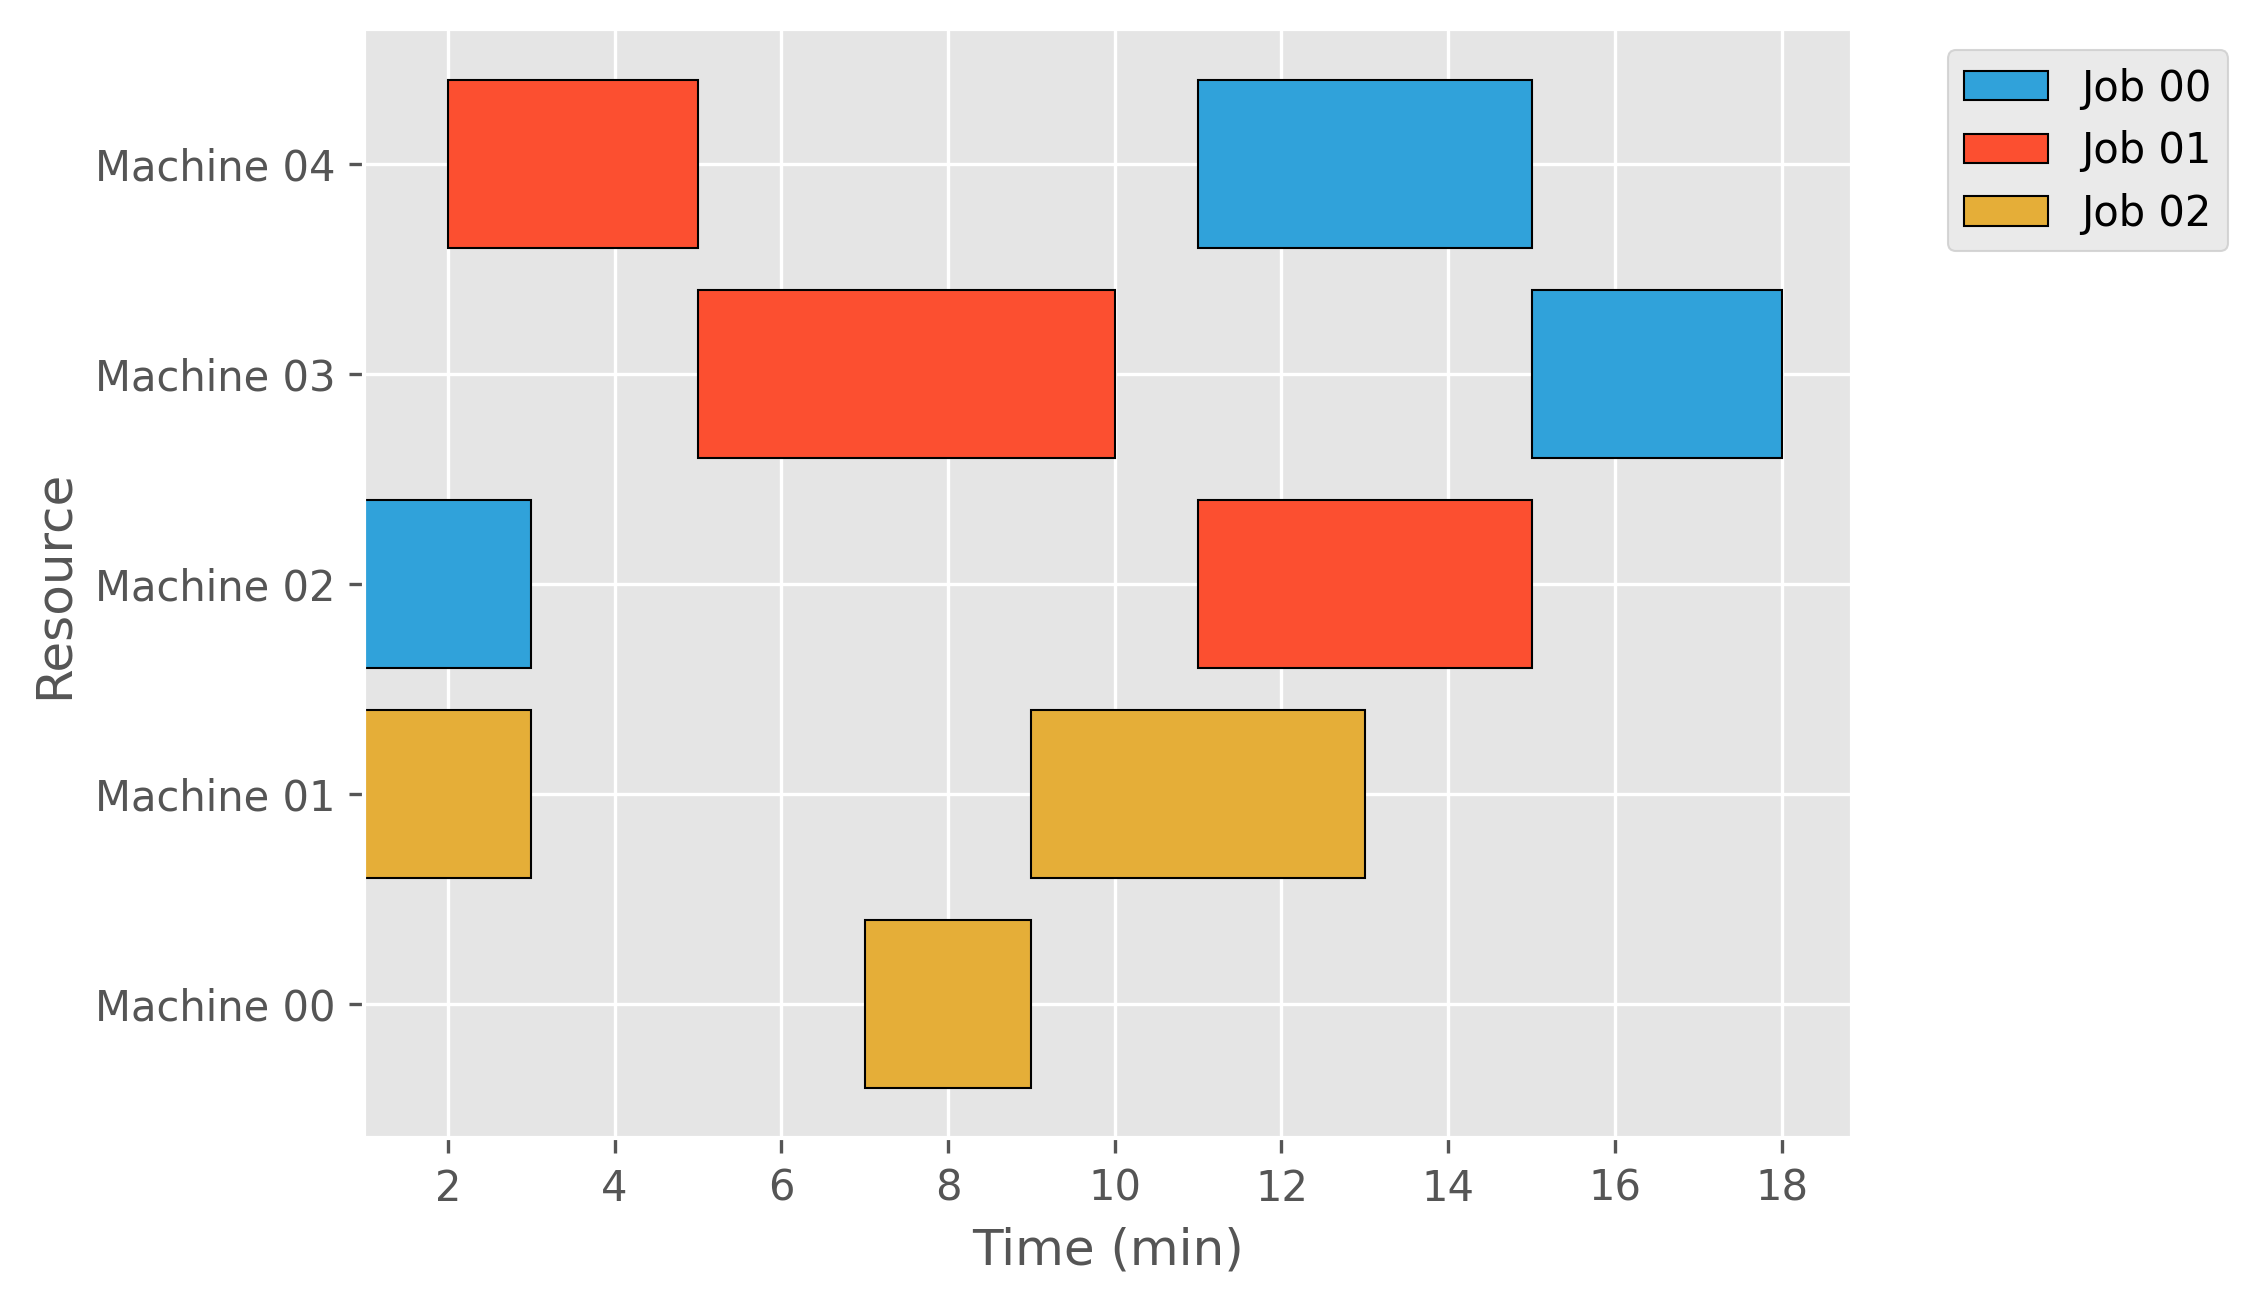 Machine 04
Machine 03
Machine 02
Machine 01
Machine 00
Resource
2 4 6 8 10 12 14 16 18
Time (min)
Job 00
Job 01
Job 02